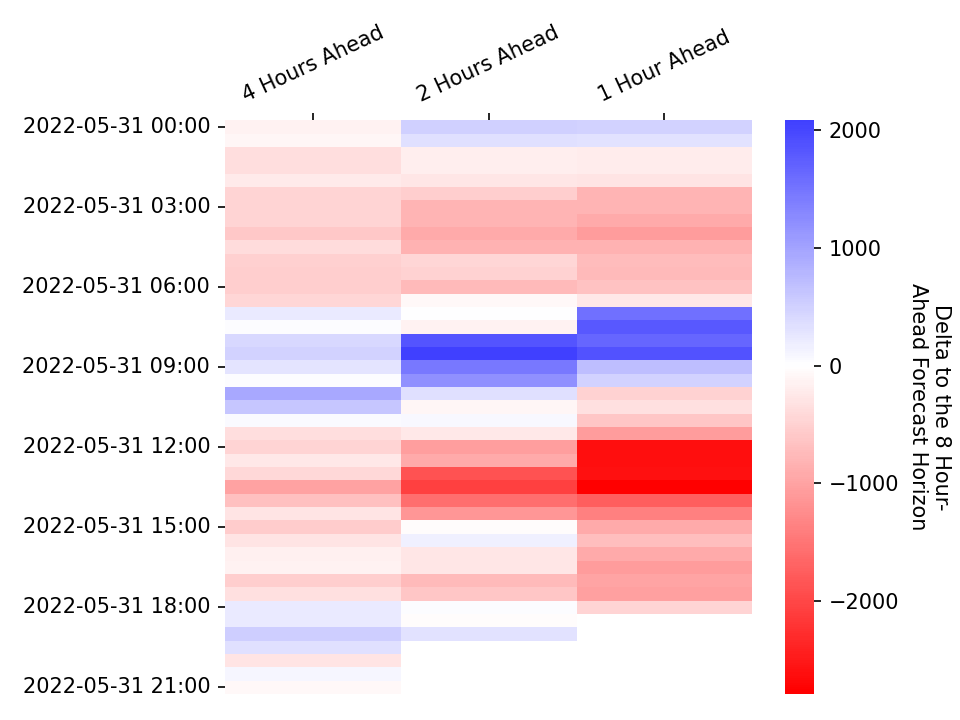 4 Hours Ahead
2 Hours Ahead
1 Hour Ahead
2022-05-31 00:00
2022-05-31 03:00
2022-05-31 06:00
2022-05-31 09:00
2022-05-31 12:00
2022-05-31 15:00
2022-05-31 18:00
2022-05-31 21:00
2000
1000
0
−1000
−2000
Delta to the 8 Hour-
Ahead Forecast Horizon